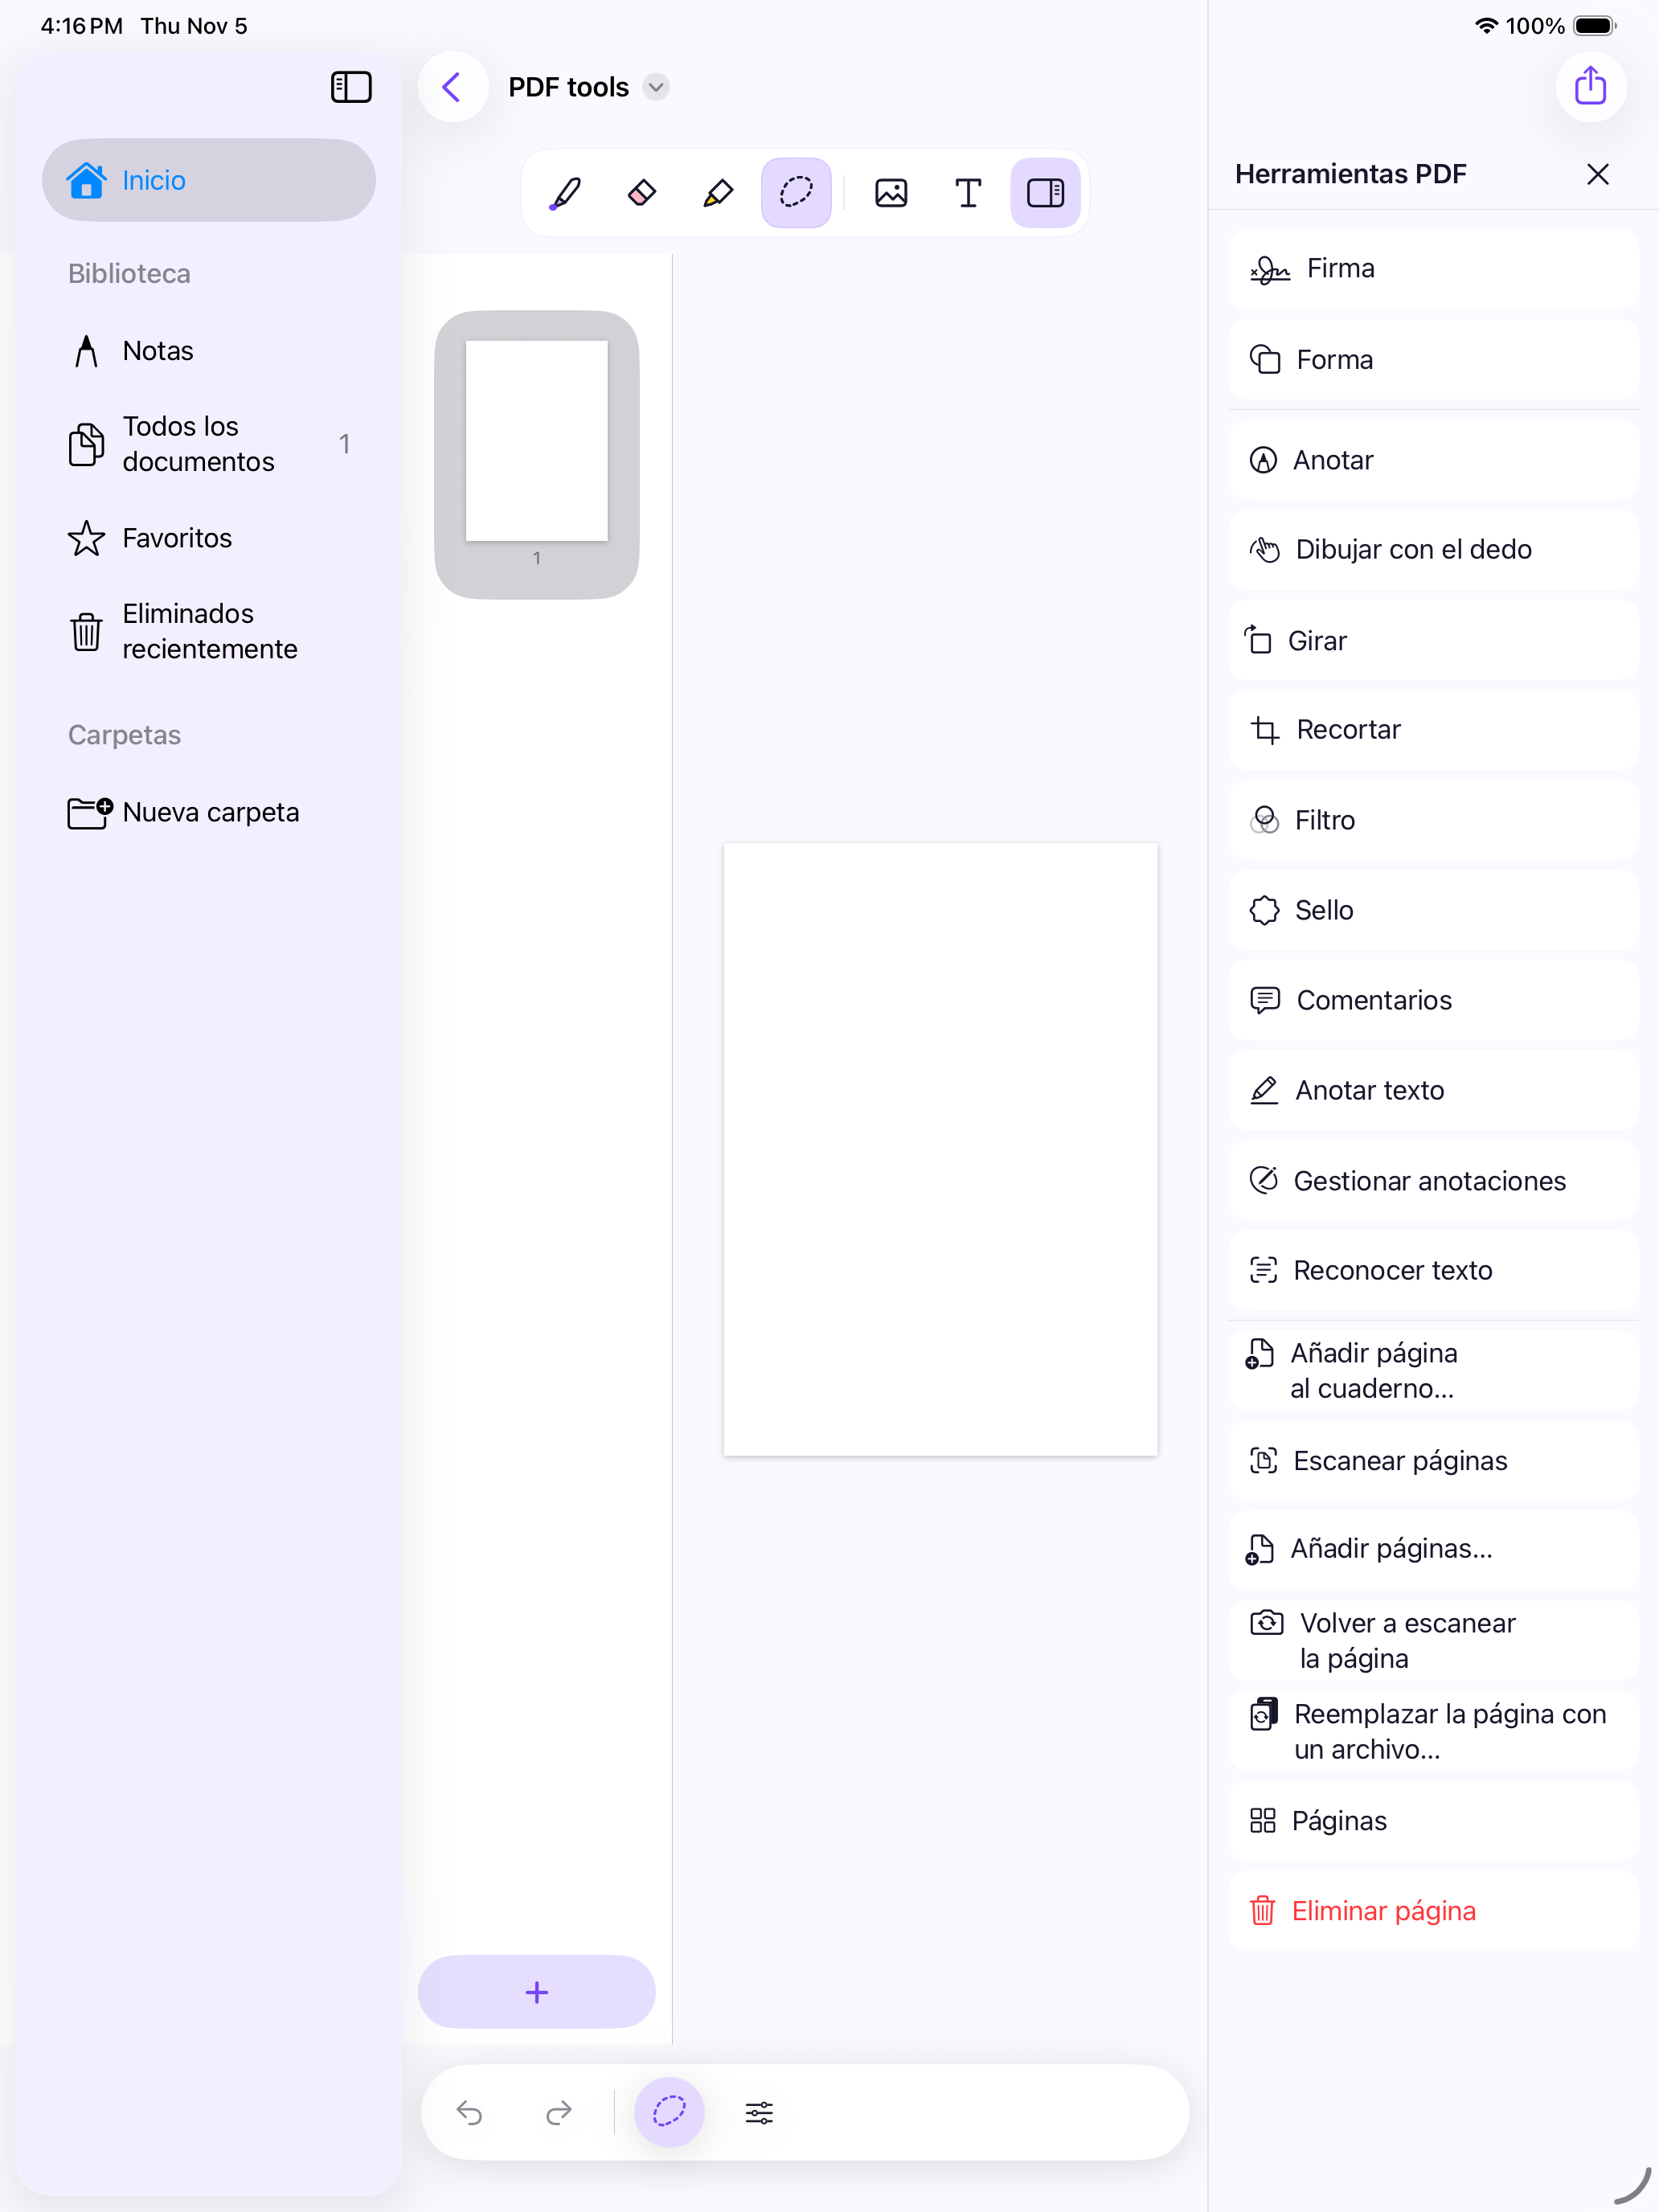 4:16 PM Thu Nov 5
100%
PDF tools
Inicio
Biblioteca
Notas
Todos los
documentos
1
Favoritos
Eliminados
recientemente
Carpetas
Nueva carpeta
1
Herramientas PDF
Firma
Forma
Anotar
Dibujar con el dedo
Girar
Recortar
Filtro
Sello
Comentarios
Anotar texto
Gestionar anotaciones
Reconocer texto
Añadir página
al cuaderno...
Escanear páginas
Añadir páginas...
Volver a escanear
la página
Reemplazar la página con
un archivo...
Páginas
Eliminar página